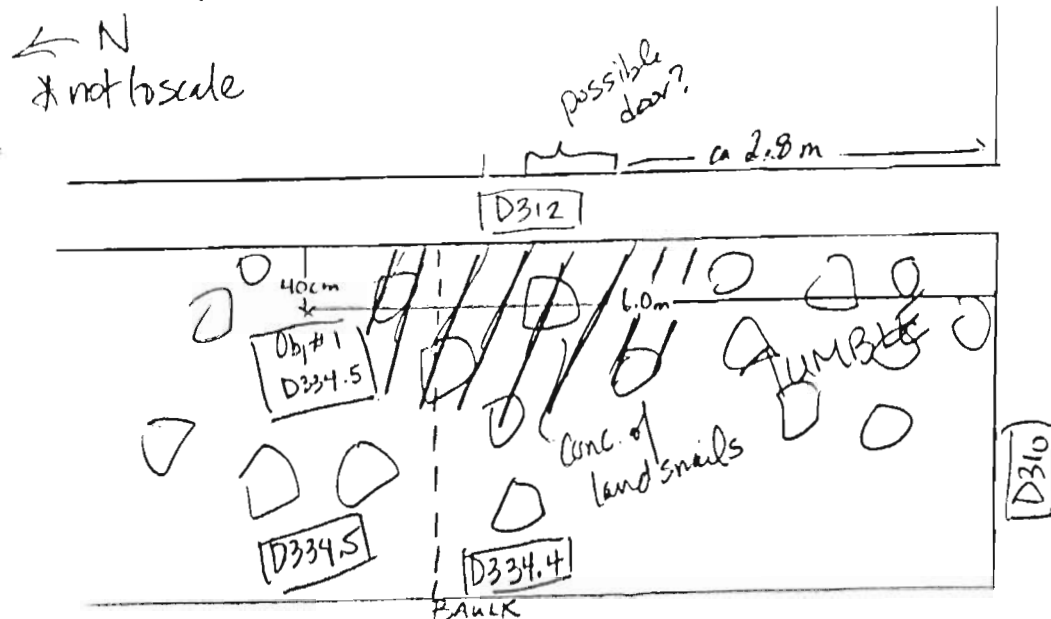 N
* not to scale
possible
door?
ca 2.8 m
D312
40cm
6.0m
Obj # 1
D334.5
TUMBLE
conc. of
land snails
D310
D334.5
D334.4
BAULK